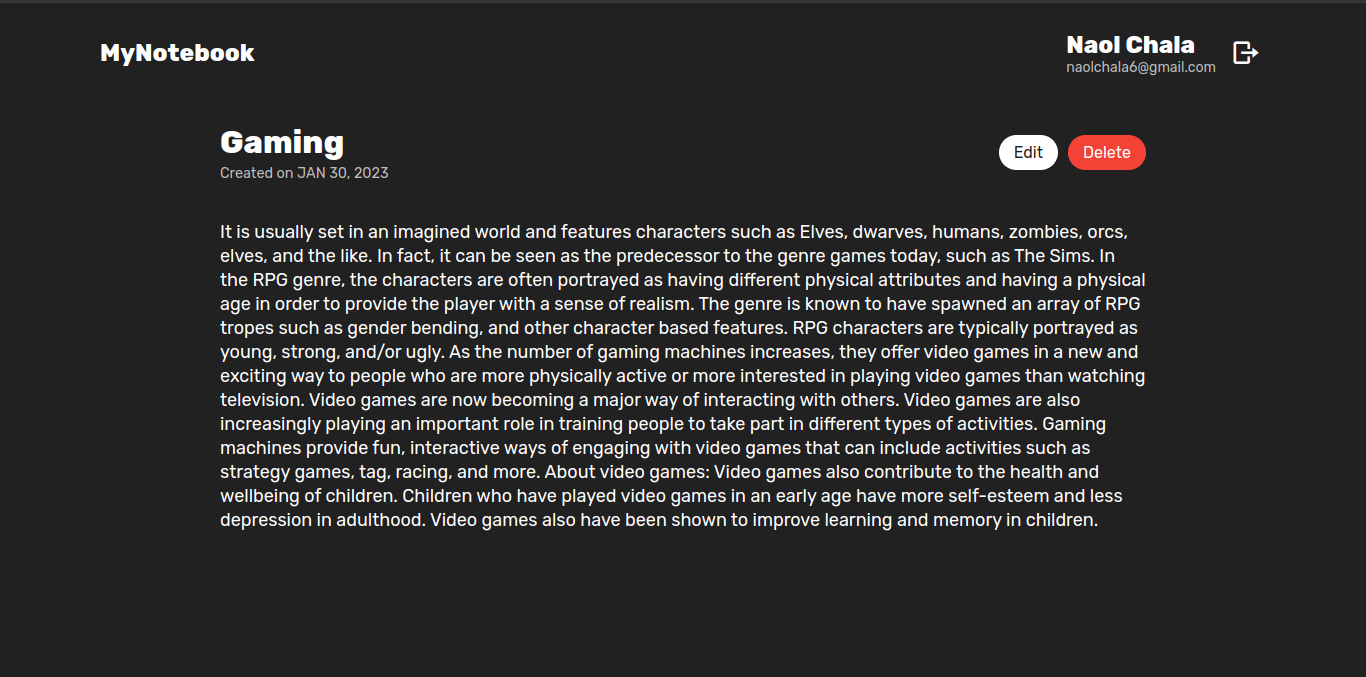 MyNotebook
Naol Chala
naolchala6@gmail.com
Gaming
Created on JAN 30, 2023
Edit
Delete
It is usually set in an imagined world and features characters such as Elves, dwarves, humans, zombies, orcs,
elves, and the like. In fact, it can be seen as the predecessor to the genre games today, such as The Sims. In
the RPG genre, the characters are often portrayed as having different physical attributes and having a physical
age in order to provide the player with a sense of realism. The genre is known to have spawned an array of RPG
tropes such as gender bending, and other character based features. RPG characters are typically portrayed as
young, strong, and/or ugly. As the number of gaming machines increases, they offer video games in a new and
exciting way to people who are more physically active or more interested in playing video games than watching
television. Video games are now becoming a major way of interacting with others. Video games are also
increasingly playing an important role in training people to take part in different types of activities. Gaming
machines provide fun, interactive ways of engaging with video games that can include activities such as
strategy games, tag, racing, and more. About video games: Video games also contribute to the health and
wellbeing of children. Children who have played video games in an early age have more self-esteem and less
depression in adulthood. Video games also have been shown to improve learning and memory in children.